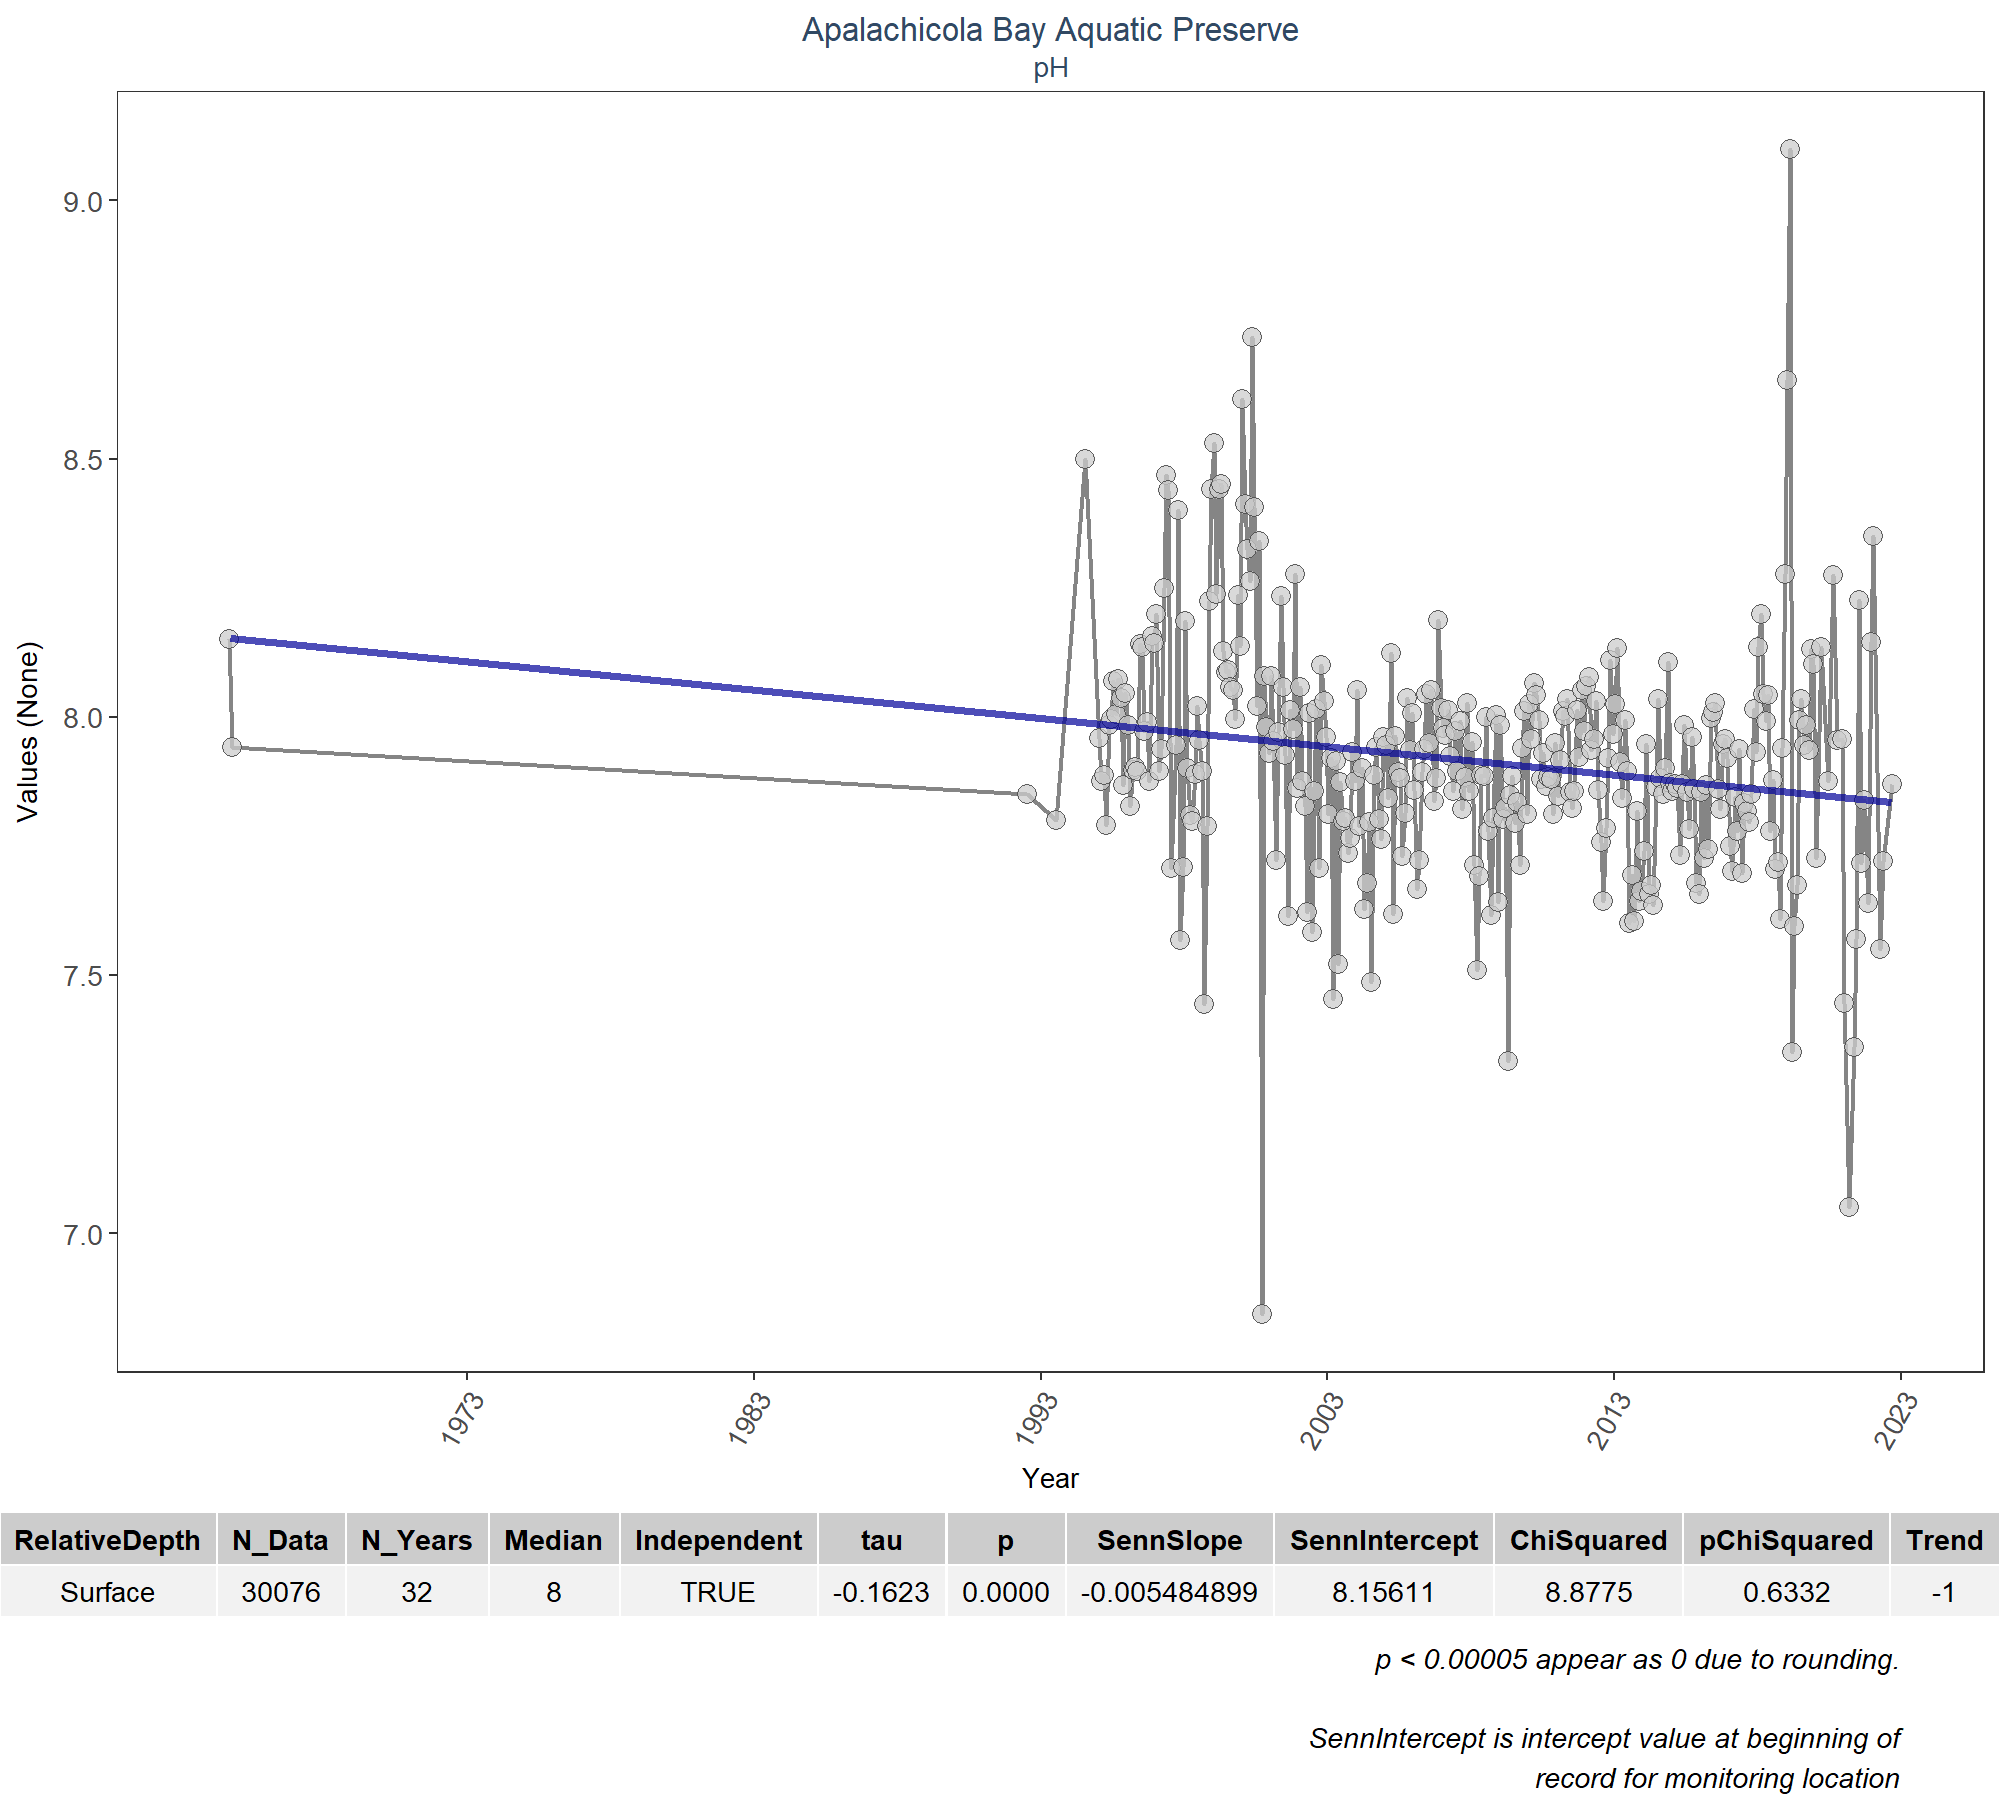 Apalachicola Bay Aquatic Preserve
pH
9.0
8.5
8.0
7.5
7.0
Values (None)
1973 1983 1993 2003 2013 2023
Year
RelativeDepth N_Data N_Years Median Independent tau p SennSlope SennIntercept ChiSquared pChiSquared Trend
Surface 30076 32 8 TRUE -0.1623 0.0000 -0.005484899 8.15611 8.8775 0.6332 -1
p < 0.00005 appear as 0 due to rounding.
SennIntercept is intercept value at beginning of
record for monitoring location